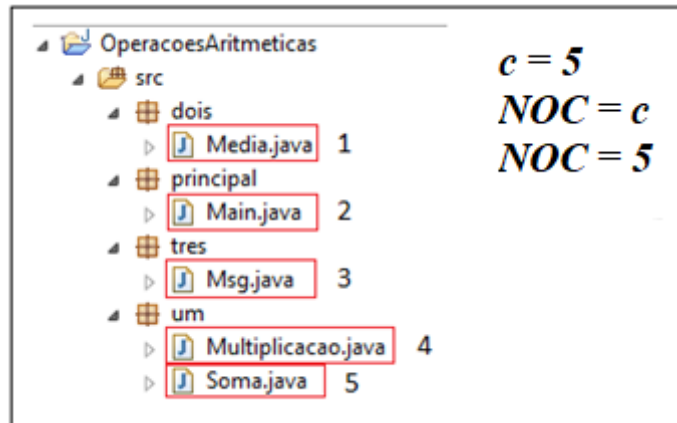 OperacoesAritmeticas
src
dois
Media.java 1
principal
Main.java 2
tres
Msg.java 3
um
Multiplicacao.java 4
Soma.java 5
c = 5
NOC = c
NOC = 5